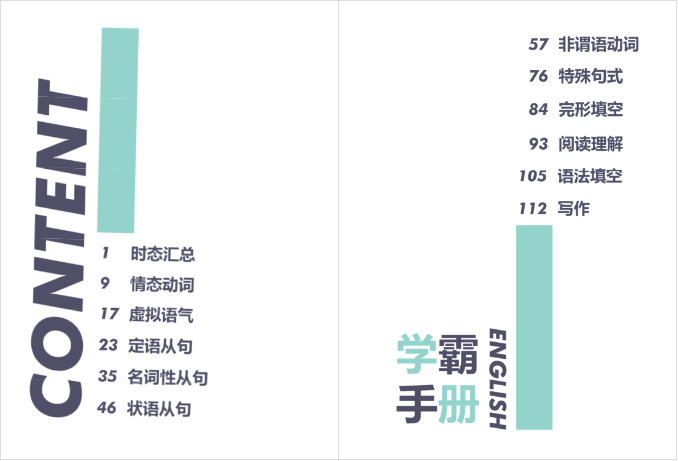 CONTENT
1 时态汇总
9 情态动词
17 虚拟语气
23 定语从句
35 名词性从句
46 状语从句
57 非谓语动词
76 特殊句式
84 完形填空
93 阅读理解
105 语法填空
112 写作
学霸
手册
ENGLISH